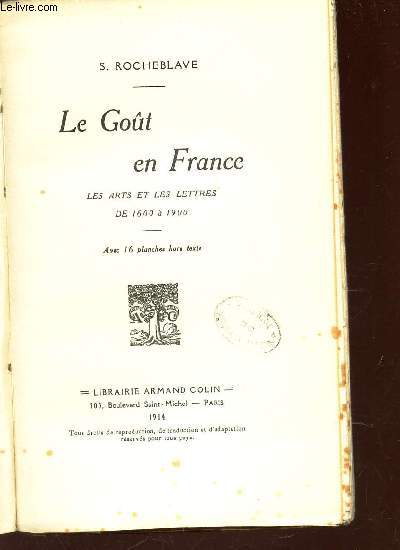 Le-livre.com
S. ROCHEBLAVE
Le Goût
en France
LES ARTS ET LES LETTRES
DE 1600 à 1900
Avec 16 planches hors texte
LIBRAIRIE ARMAND COLIN
103, Boulevard Saint-Michel — PARIS
1914
Tous droits de reproduction, de traduction et d'adaptation
réservés pour tous pays.